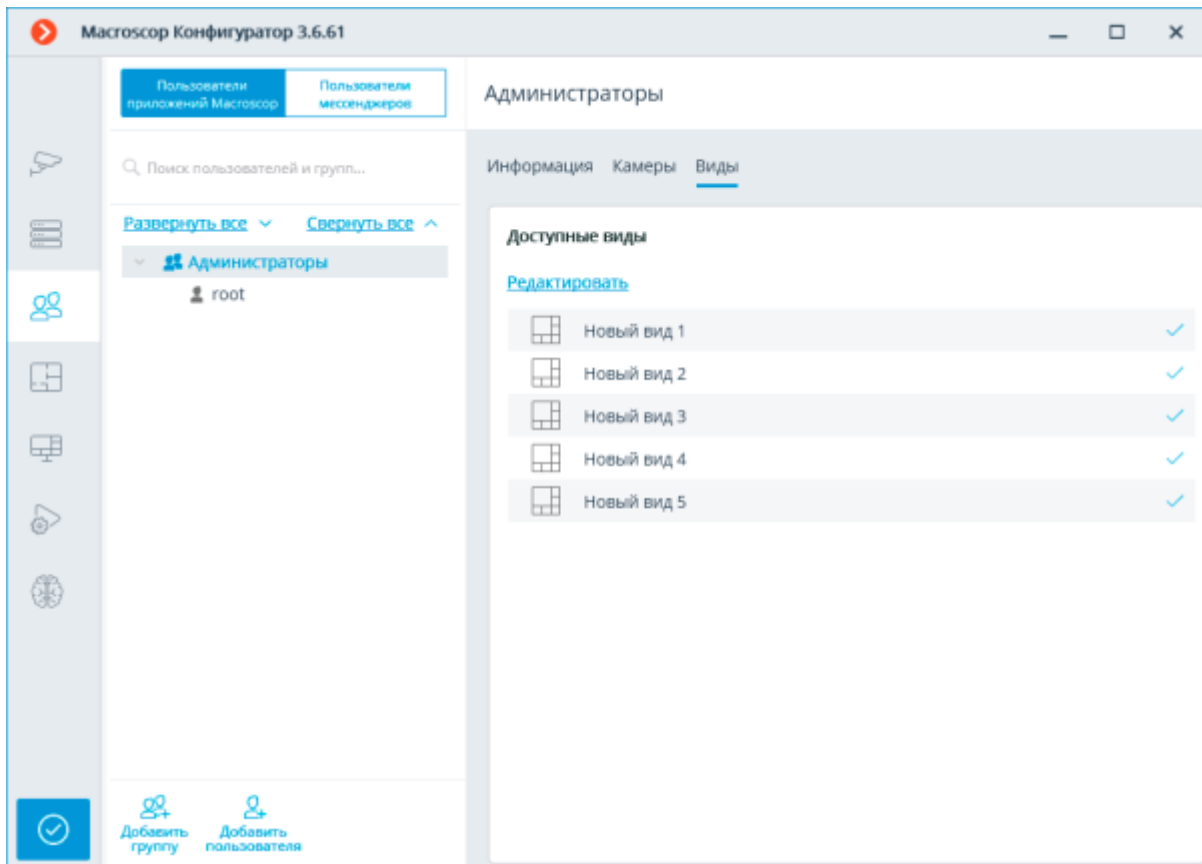 Macroscop Конфигуратор 3.6.61
Пользователи приложений Macroscop
Пользователи мессенджеров
Поиск пользователей и групп...
Развернуть все
Свернуть все
Администраторы
root
Добавить группу
Добавить пользователя
Администраторы
Информация Камеры Виды
Доступные виды
Редактировать
Новый вид 1
Новый вид 2
Новый вид 3
Новый вид 4
Новый вид 5